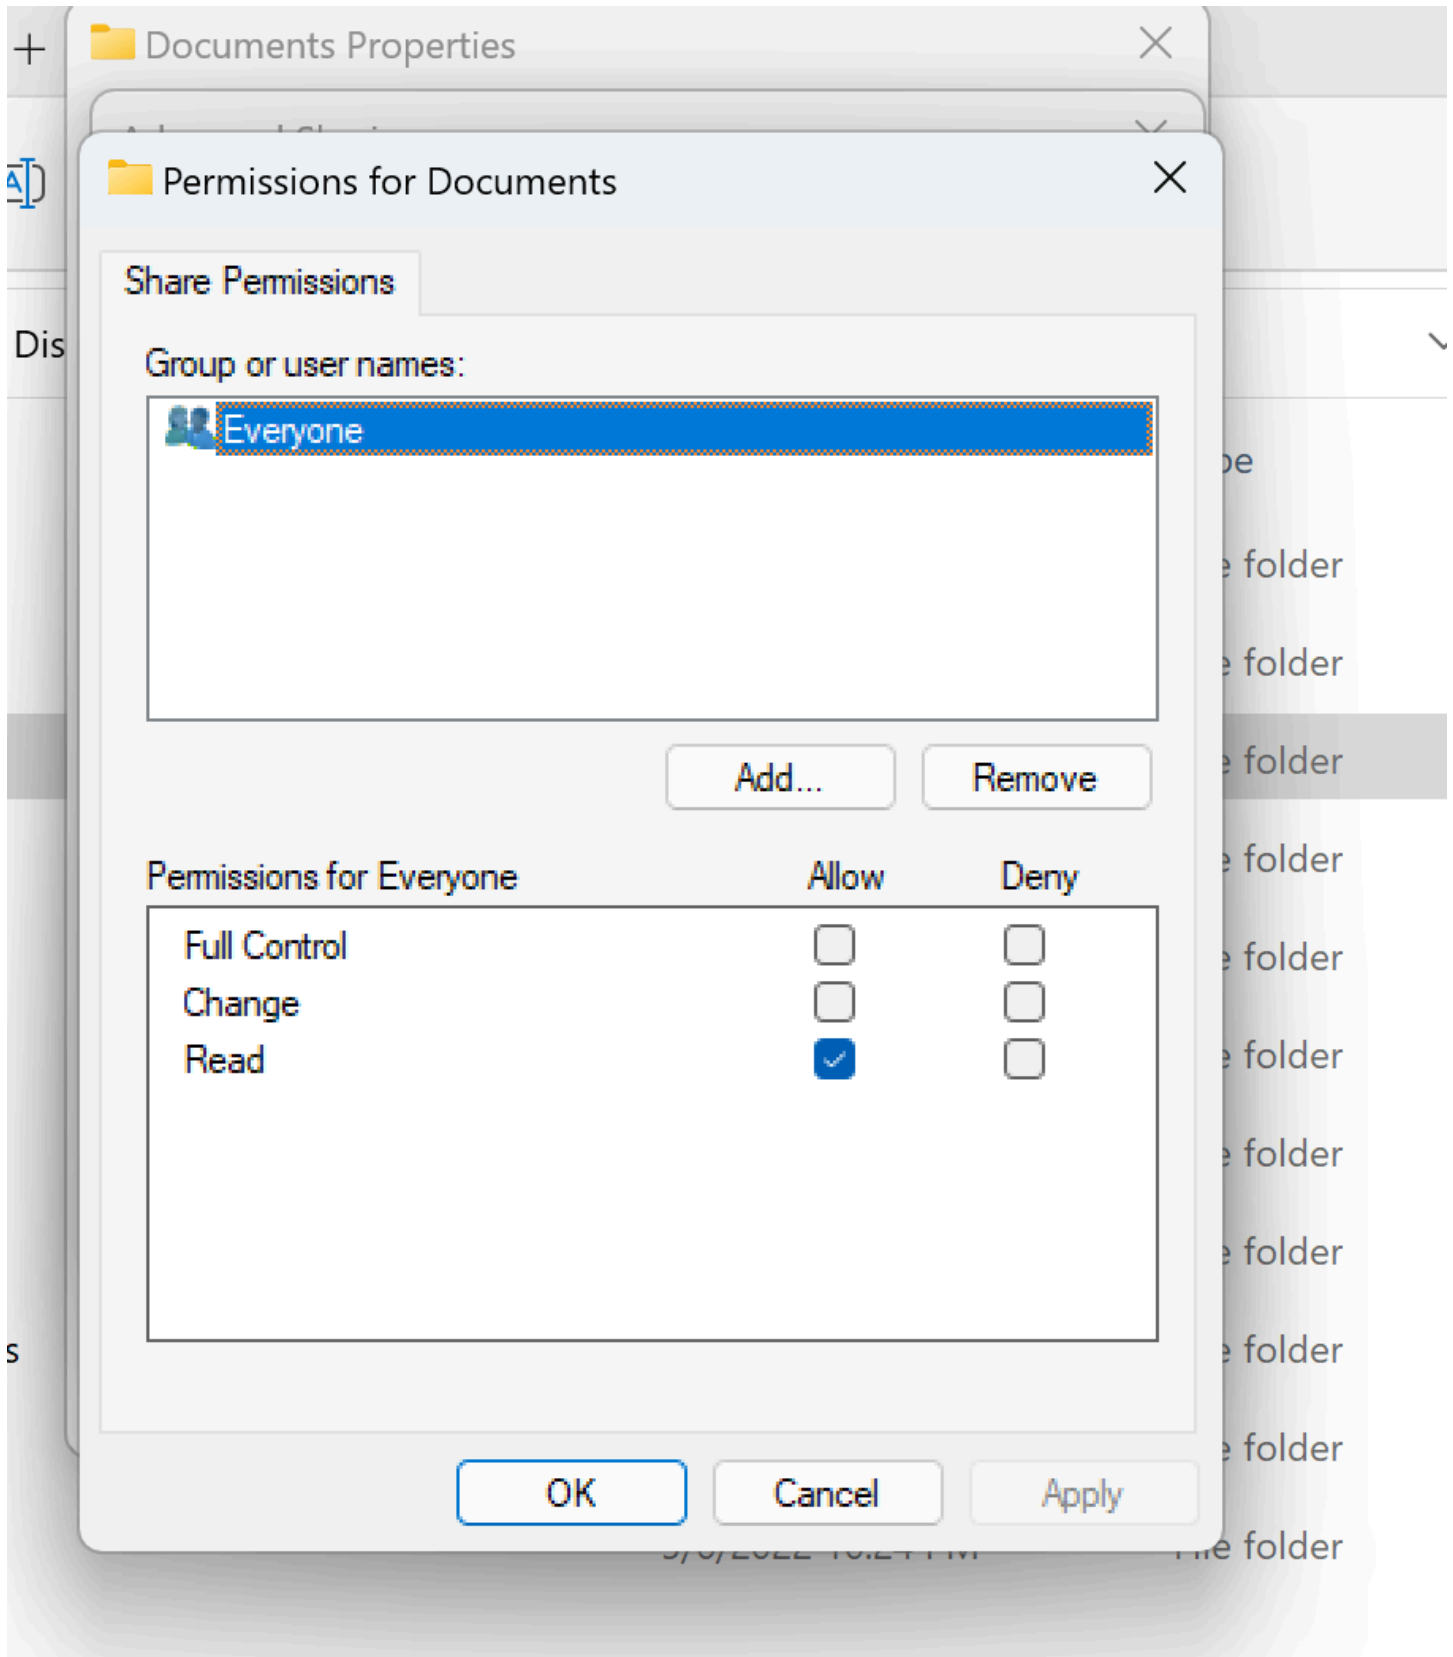 Documents Properties
Permissions for Documents
Share Permissions
Dis
Group or user names:
Everyone
pe
e folder
e folder
Add... Remove e folder
Permissions for Everyone Allow Deny e folder
Full Control e folder
Change
Read e folder
e folder
e folder
s e folder
e folder
OK Cancel Apply
File folder